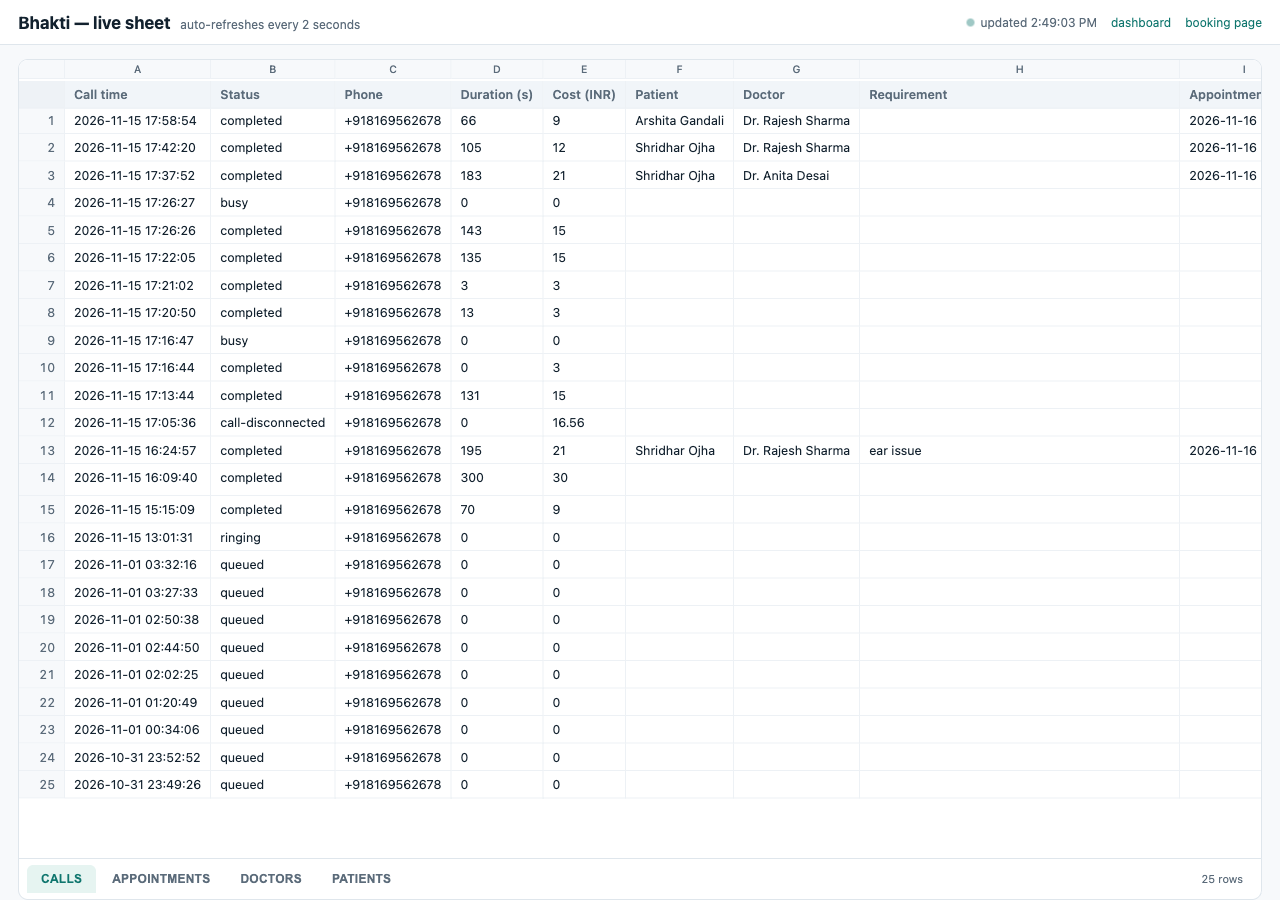 Bhakti — live sheet auto-refreshes every 2 seconds updated 2:49:03 PM dashboard booking page
A B C D E F G H I
Call time Status Phone Duration (s) Cost (INR) Patient Doctor Requirement Appointmen
1 2026-11-15 17:58:54 completed +918169562678 66 9 Arshita Gandali Dr. Rajesh Sharma 2026-11-16
2 2026-11-15 17:42:20 completed +918169562678 105 12 Shridhar Ojha Dr. Rajesh Sharma 2026-11-16
3 2026-11-15 17:37:52 completed +918169562678 183 21 Shridhar Ojha Dr. Anita Desai 2026-11-16
4 2026-11-15 17:26:27 busy +918169562678 0 0
5 2026-11-15 17:26:26 completed +918169562678 143 15
6 2026-11-15 17:22:05 completed +918169562678 135 15
7 2026-11-15 17:21:02 completed +918169562678 3 3
8 2026-11-15 17:20:50 completed +918169562678 13 3
9 2026-11-15 17:16:47 busy +918169562678 0 0
10 2026-11-15 17:16:44 completed +918169562678 0 3
11 2026-11-15 17:13:44 completed +918169562678 131 15
12 2026-11-15 17:05:36 call-disconnected +918169562678 0 16.56
13 2026-11-15 16:24:57 completed +918169562678 195 21 Shridhar Ojha Dr. Rajesh Sharma ear issue 2026-11-16
14 2026-11-15 16:09:40 completed +918169562678 300 30
15 2026-11-15 15:15:09 completed +918169562678 70 9
16 2026-11-15 13:01:31 ringing +918169562678 0 0
17 2026-11-01 03:32:16 queued +918169562678 0 0
18 2026-11-01 03:27:33 queued +918169562678 0 0
19 2026-11-01 02:50:38 queued +918169562678 0 0
20 2026-11-01 02:44:50 queued +918169562678 0 0
21 2026-11-01 02:02:25 queued +918169562678 0 0
22 2026-11-01 01:20:49 queued +918169562678 0 0
23 2026-11-01 00:34:06 queued +918169562678 0 0
24 2026-10-31 23:52:52 queued +918169562678 0 0
25 2026-10-31 23:49:26 queued +918169562678 0 0
CALLS APPOINTMENTS DOCTORS PATIENTS 25 rows